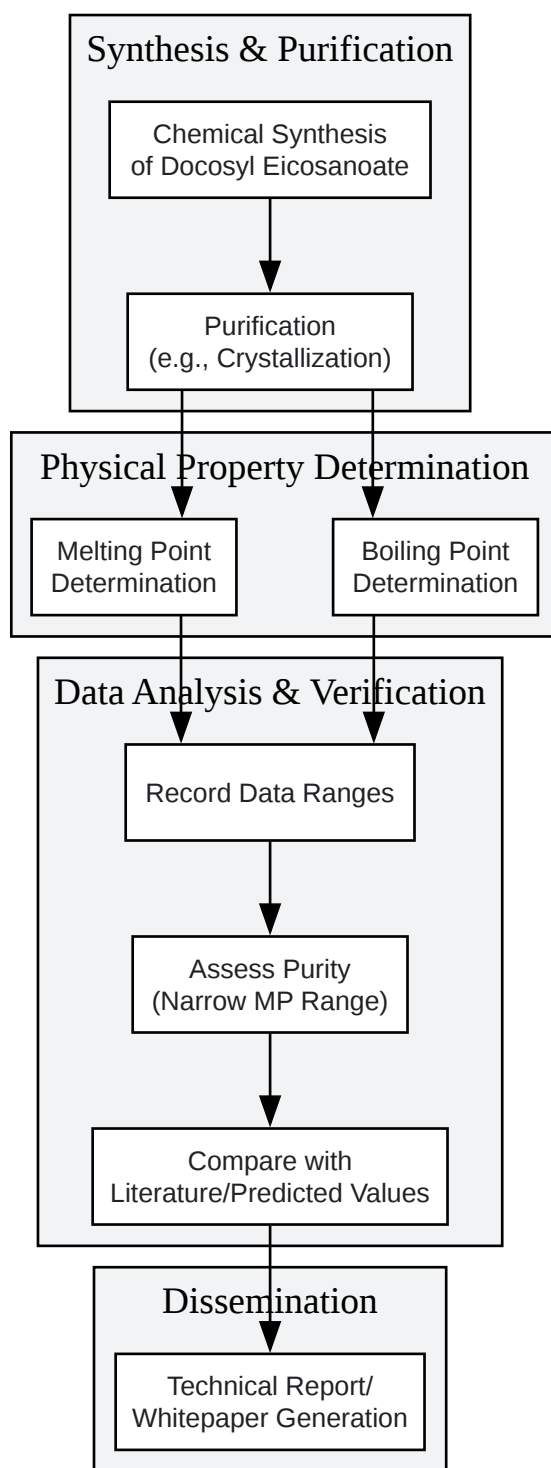 Synthesis & Purification
Chemical Synthesis
of Docosyl Eicosanoate
Purification
(e.g., Crystallization)
Physical Property Determination
Melting Point
Determination
Boiling Point
Determination
Data Analysis & Verification
Record Data Ranges
Assess Purity
(Narrow MP Range)
Compare with
Literature/Predicted Values
Dissemination
Technical Report/
Whitepaper Generation